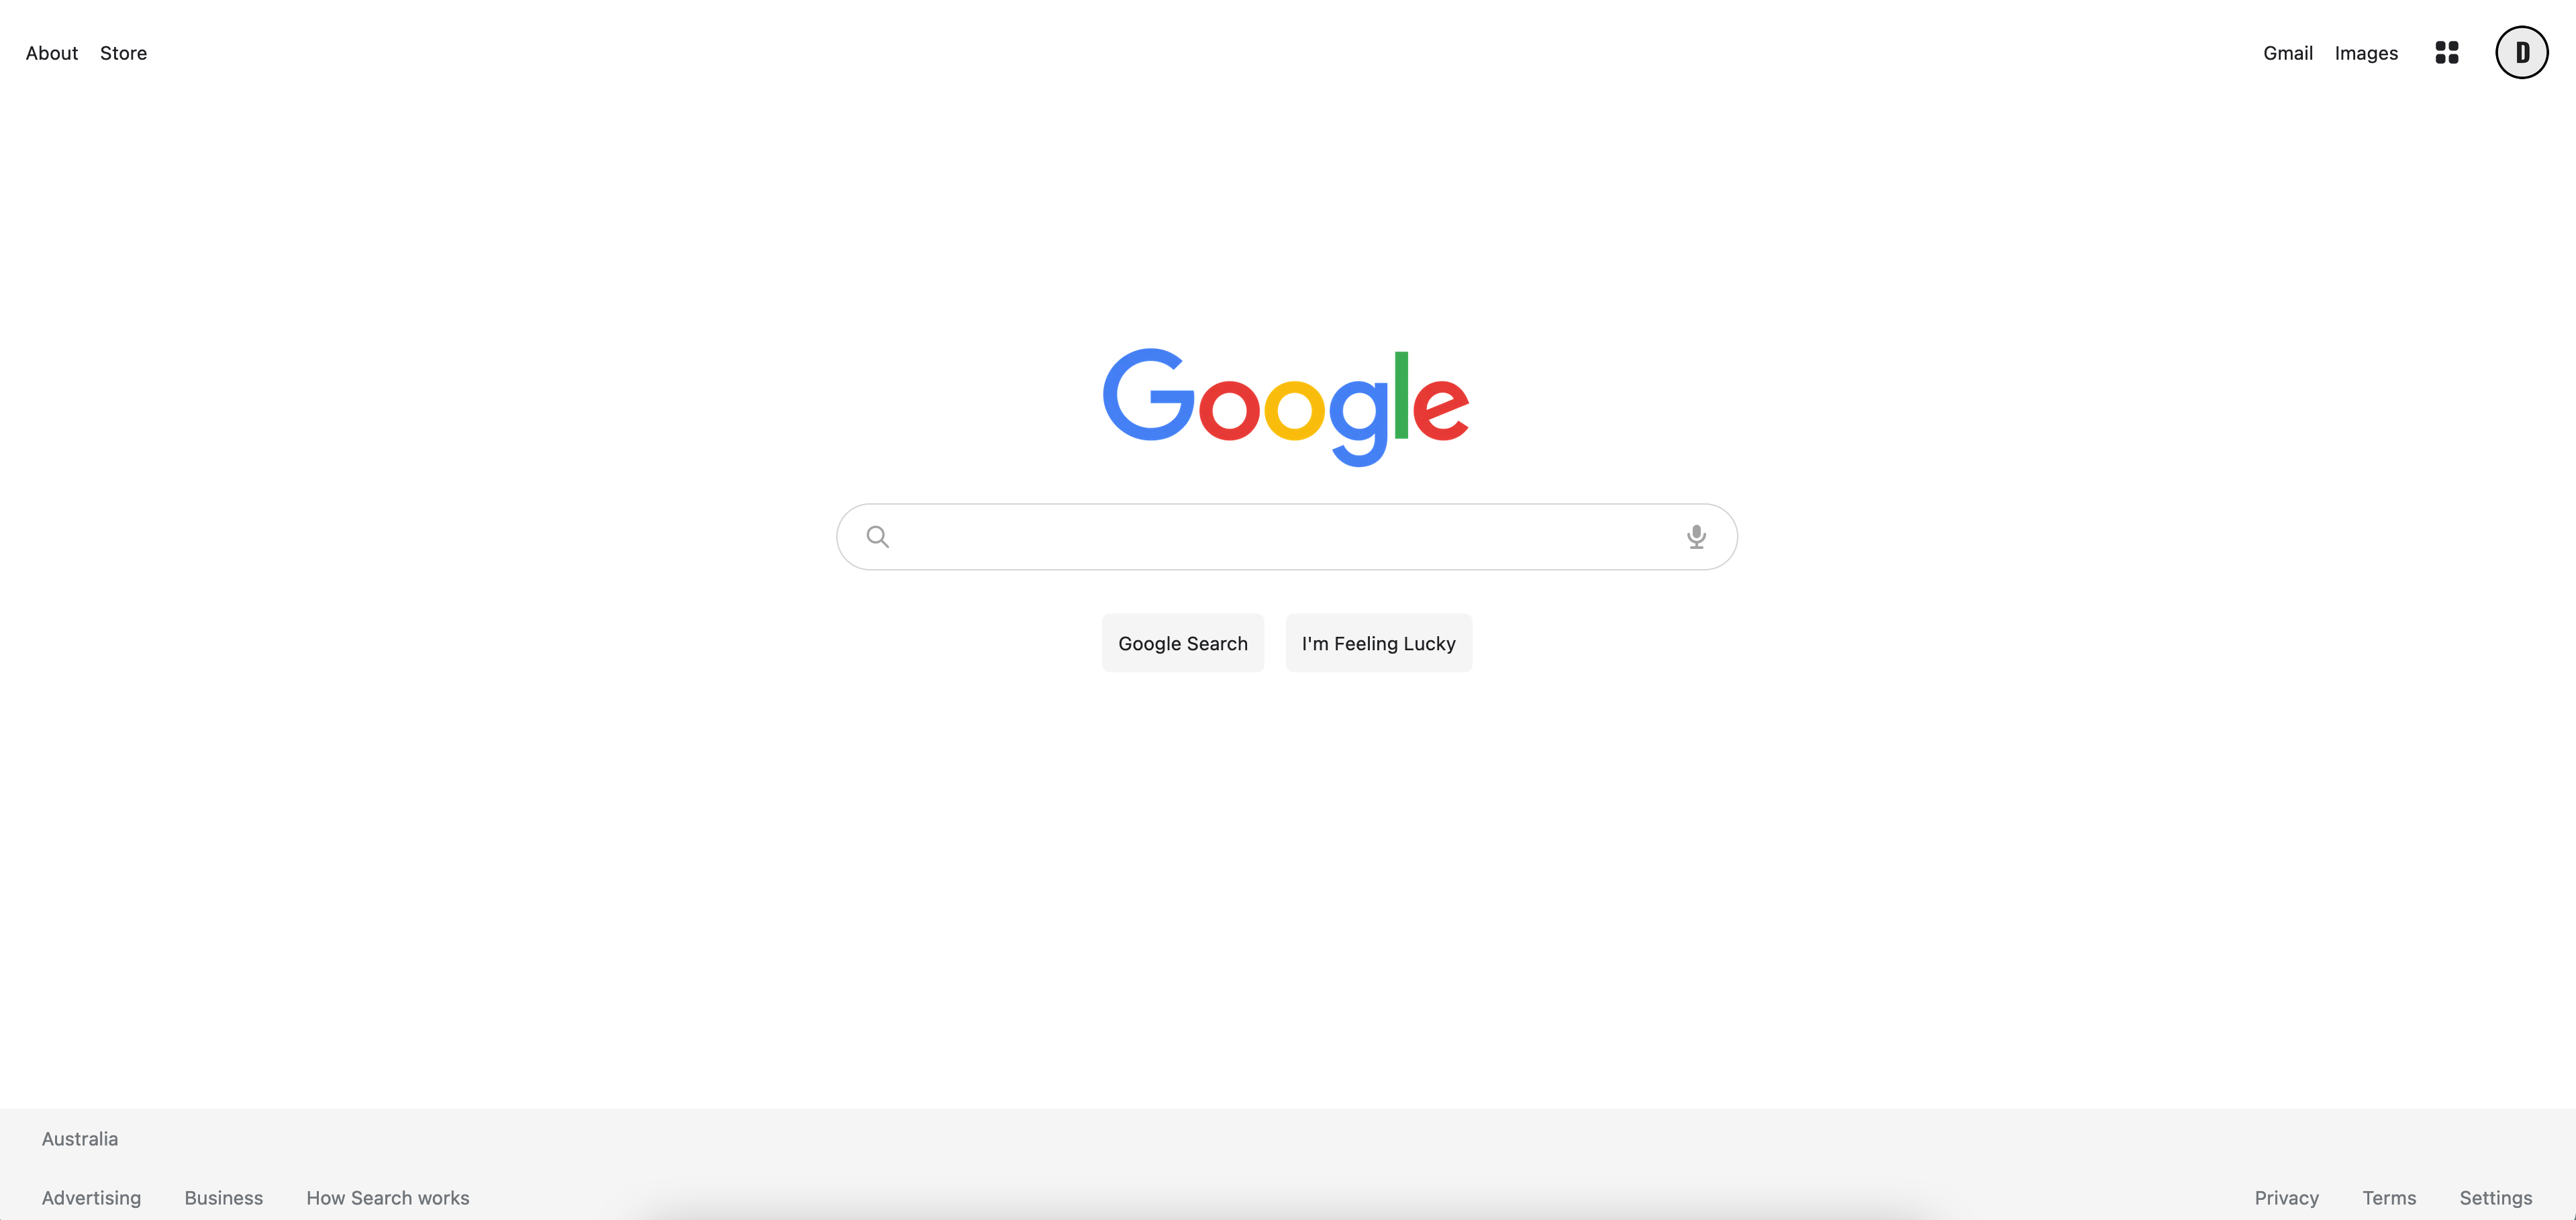 About Store
Gmail Images D
Google
Google Search I'm Feeling Lucky
Australia
Advertising Business How Search works
Privacy Terms Settings